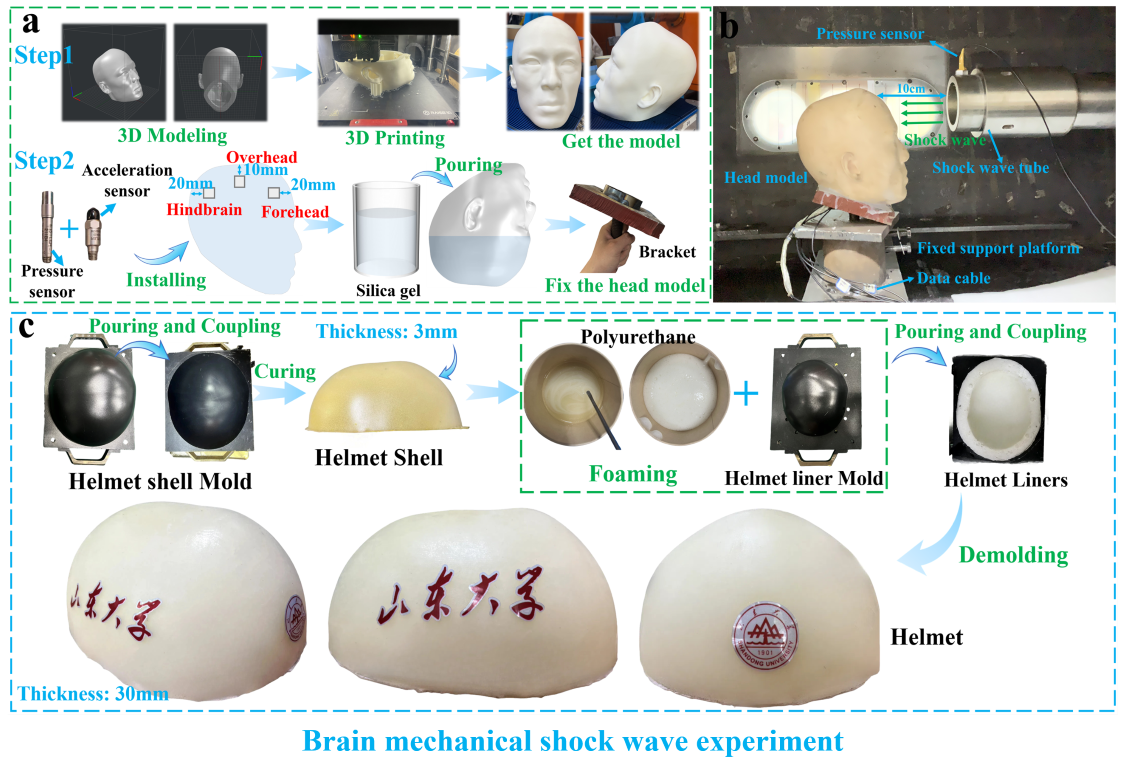 a
Step1
3D Modeling
3D Printing
Get the model
Step2
Acceleration
sensor
Pressure
sensor
Installing
Overhead
10mm
20mm
Hindbrain
20mm
Forehead
Silica gel
Pouring
Bracket
Fix the head model
b
Pressure sensor
10cm
Shock wave
Shock wave tube
Head model
Fixed support platform
Data cable
c
Pouring and Coupling
Helmet shell Mold
Curing
Thickness: 3mm
Helmet Shell
Polyurethane
Foaming
Helmet liner Mold
Pouring and Coupling
Helmet Liners
Demolding
山东大学
山东大学
1901
SHANDONG UNIVERSITY
Helmet
Thickness: 30mm
Brain mechanical shock wave experiment